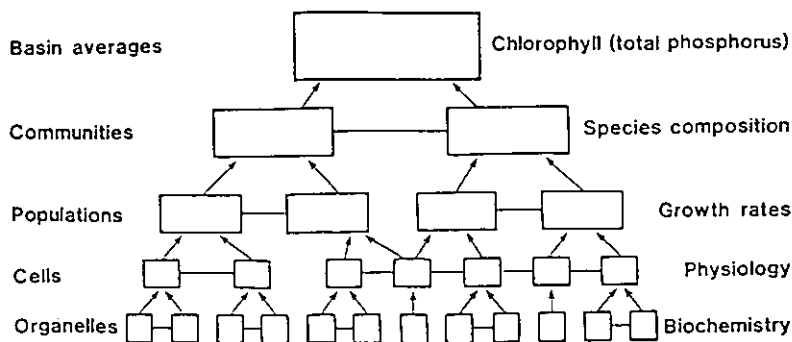 Basin averages
Chlorophyll (total phosphorus)
Communities
Species composition
Populations
Growth rates
Cells
Physiology
Organelles
Biochemistry